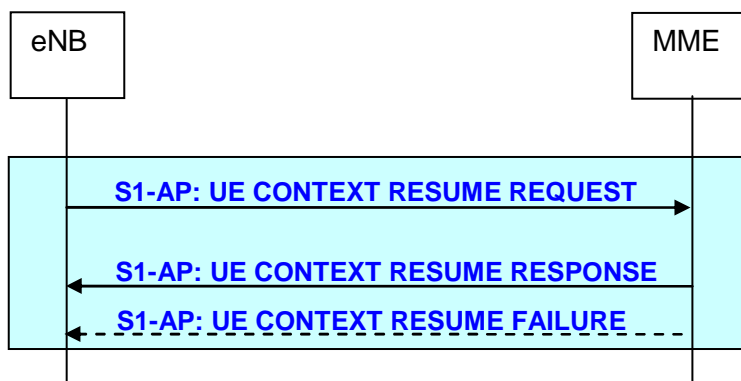 eNB
MME
S1-AP: UE CONTEXT RESUME REQUEST
S1-AP: UE CONTEXT RESUME RESPONSE
S1-AP: UE CONTEXT RESUME FAILURE